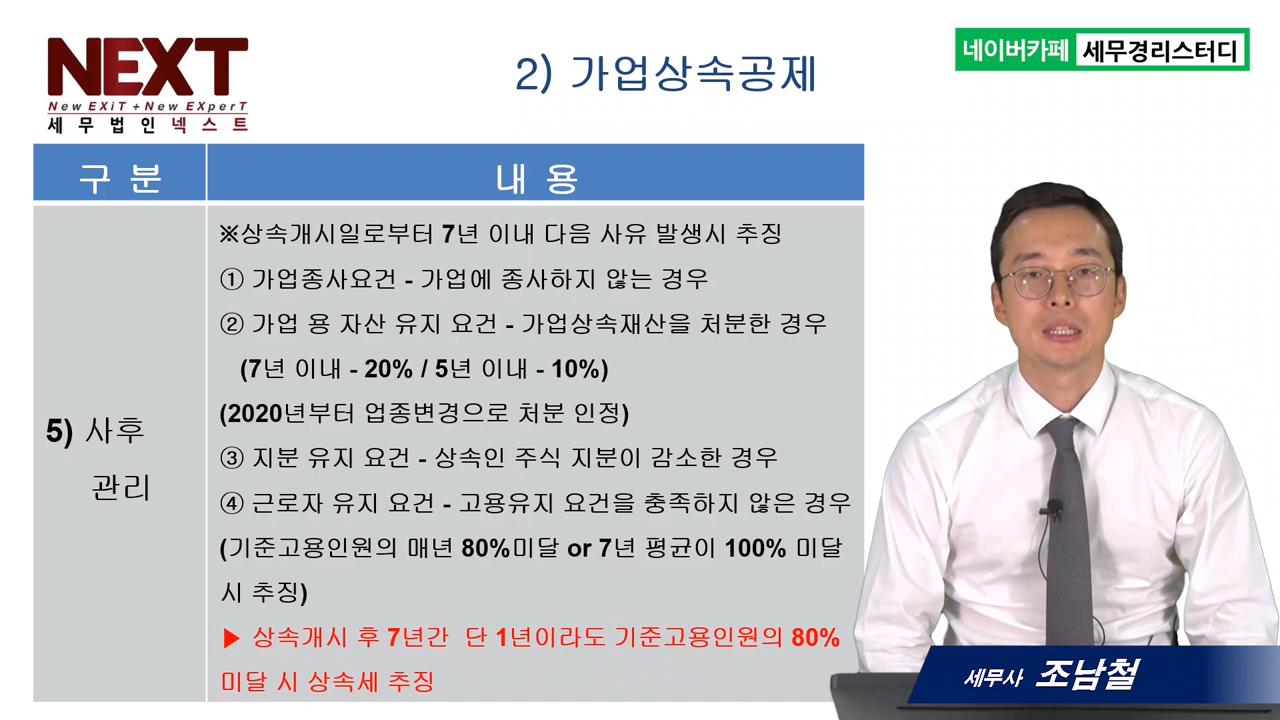 NEXT
New EXiT + New EXperT
세무법인넥스트
2) 가업상속공제
네이버카페 세무경리스터디
구 분
내 용
5) 사후
관리
※상속개시일로부터 7년 이내 다음 사유 발생시 추징
① 가업종사요건 - 가업에 종사하지 않는 경우
② 가업 용 자산 유지 요건 - 가업상속재산을 처분한 경우
(7년 이내 - 20% / 5년 이내 - 10%)
(2020년부터 업종변경으로 처분 인정)
③ 지분 유지 요건 - 상속인 주식 지분이 감소한 경우
④ 근로자 유지 요건 - 고용유지 요건을 충족하지 않은 경우
(기준고용인원의 매년 80%미달 or 7년 평균이 100% 미달
시 추징)
▶ 상속개시 후 7년간 단 1년이라도 기준고용인원의 80%
미달 시 상속세 추징
세무사 조남철